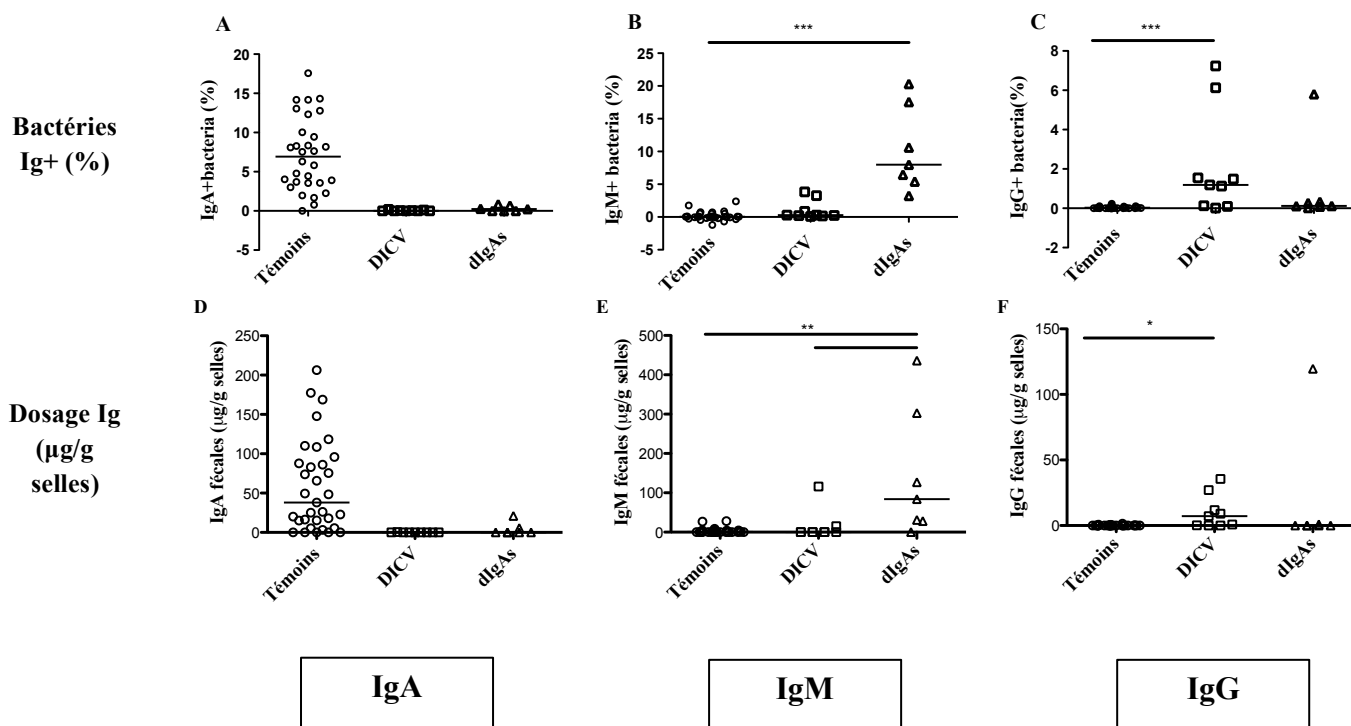 A
B
C
Bactéries
Ig+ (%)
IgA+bacteria (%)
20
15
10
5
0
-5
Témoins
DICV
dIgAs
***
IgM+ bacteria (%)
25
20
15
10
5
0
-5
Témoins
DICV
dIgAs
***
IgG+ bacteria(%)
8
6
4
2
0
-2
Témoins
DICV
dIgAs
D
E
F
Dosage Ig
(µg/g
selles)
IgA fécales (µg/g selles)
250
200
150
100
50
0
Témoins
DICV
dIgAs
**
IgM fécales (µg/g selles)
500
400
300
200
100
0
Témoins
DICV
dIgAs
*
IgG fécales (µg/g selles)
150
100
50
0
Témoins
DICV
dIgAs
IgA
IgM
IgG